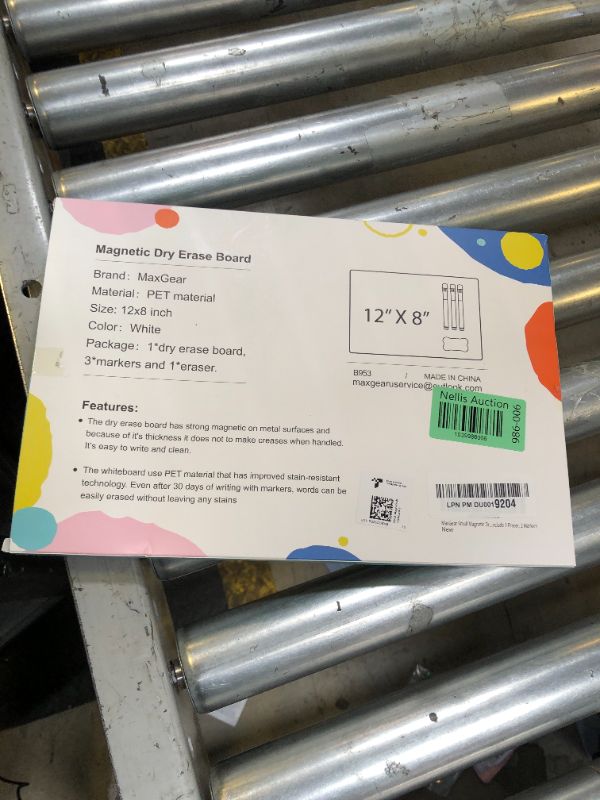 Magnetic Dry Erase Board
Brand: MaxGear
Material: PET material
Size: 12x8 inch
Color: White
Package: 1*dry erase board,
3*markers and 1*eraser.
12" X 8"
B953 / MADE IN CHINA
maxgearuservice@outlook.com
Nellis Auction
986-006
Features:
• The dry erase board has strong magnetic on metal surfaces and
because of it's thickness it does not to make creases when handled.
It's easy to write and clean.
• The whiteboard use PET material that has improved stain-resistant
technology. Even after 30 days of writing with markers, words can be
easily erased without leaving any stains
LPN PM DU0019204